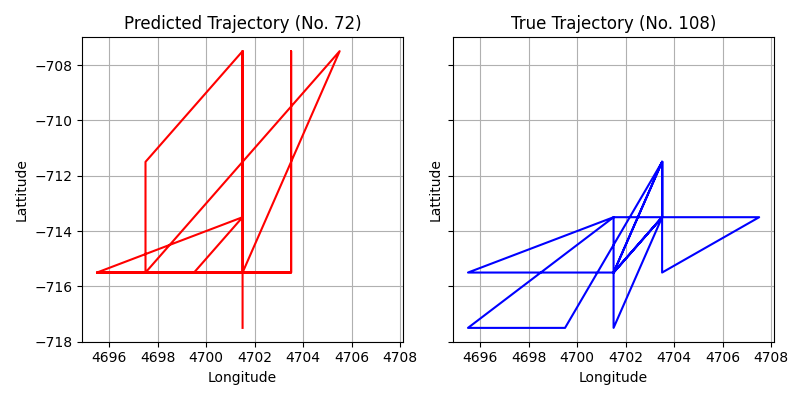 Predicted Trajectory (No. 72)
True Trajectory (No. 108)
Lattitude
−708
−710
−712
−714
−716
−718
4696 4698 4700 4702 4704 4706 4708
Longitude
Lattitude
4696 4698 4700 4702 4704 4706 4708
Longitude